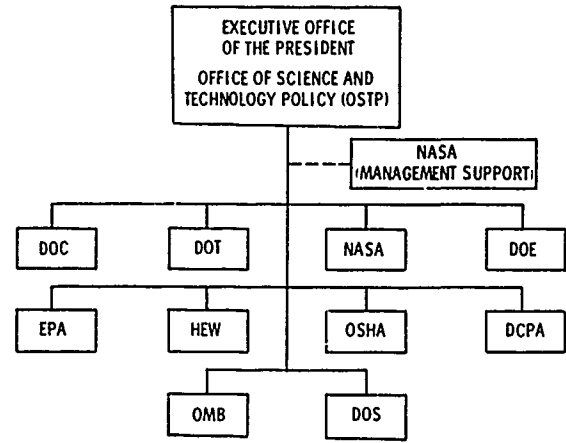 EXECUTIVE OFFICE
OF THE PRESIDENT
OFFICE OF SCIENCE AND
TECHNOLOGY POLICY (OSTP)
NASA
(MANAGEMENT SUPPORT)
DOC
DOT
NASA
DOE
EPA
HEW
OSHA
DCPA
OMB
DOS